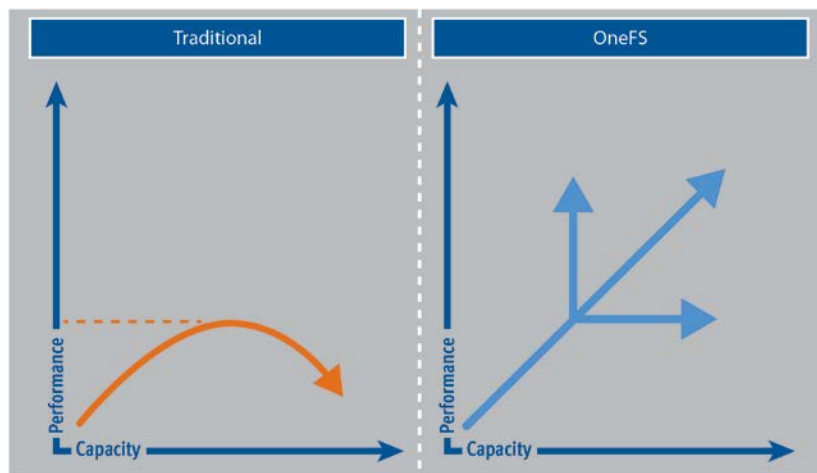 Traditional
OneFS
Performance
Capacity
Performance
Capacity